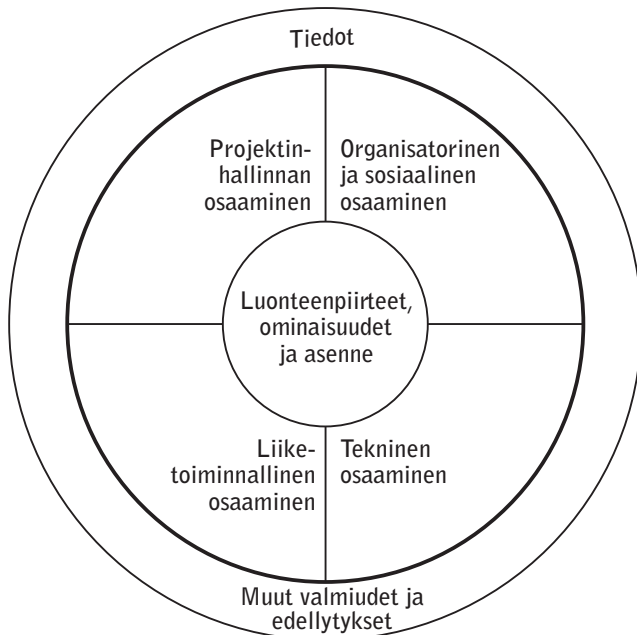 Tiedot
Projektin-
hallinnan
osaaminen
Organisatorinen
ja sosiaalinen
osaaminen
Luonteenpiirteet,
ominaisuudet
ja asenne
Liike-
toiminnallinen
osaaminen
Tekninen
osaaminen
Muut valmiudet ja
edellytykset